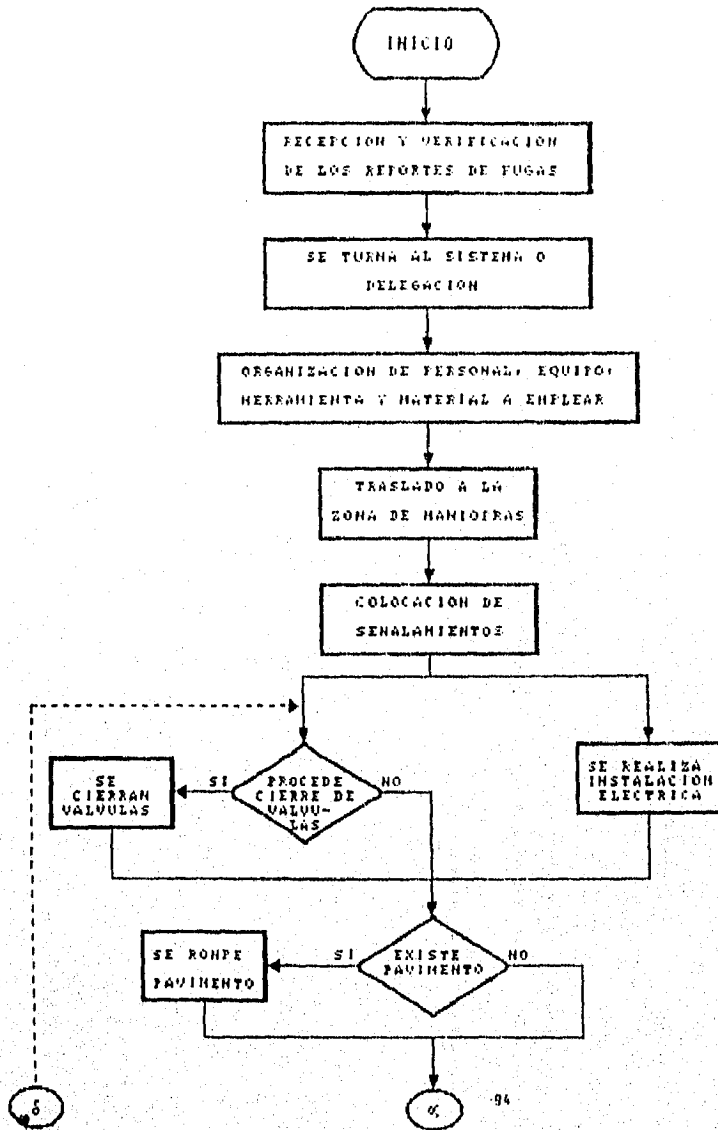 INICIO
RECEPCION Y VERIFICACION
DE LOS REPORTES DE FUGAS
SE TURNA AL SISTEMA O
DELEGACION
ORGANIZACION DE PERSONAL, EQUIPO,
HERRAMIENTA Y MATERIAL A EMPLEAR
TRASLADO A LA
ZONA DE MANIOFRAS
COLOCACION DE
SENALAMIENTOS
SE
CIERRAN
VALVULAS
SI
PROCEDE
CIERRE DE
VALVU-
LAS
NO
SE REALIZA
INSTALACION
ELECTRICA
SE ROMPE
PAVIMENTO
SI
EXISTE
PAVIMENTO
NO
δ
α
94